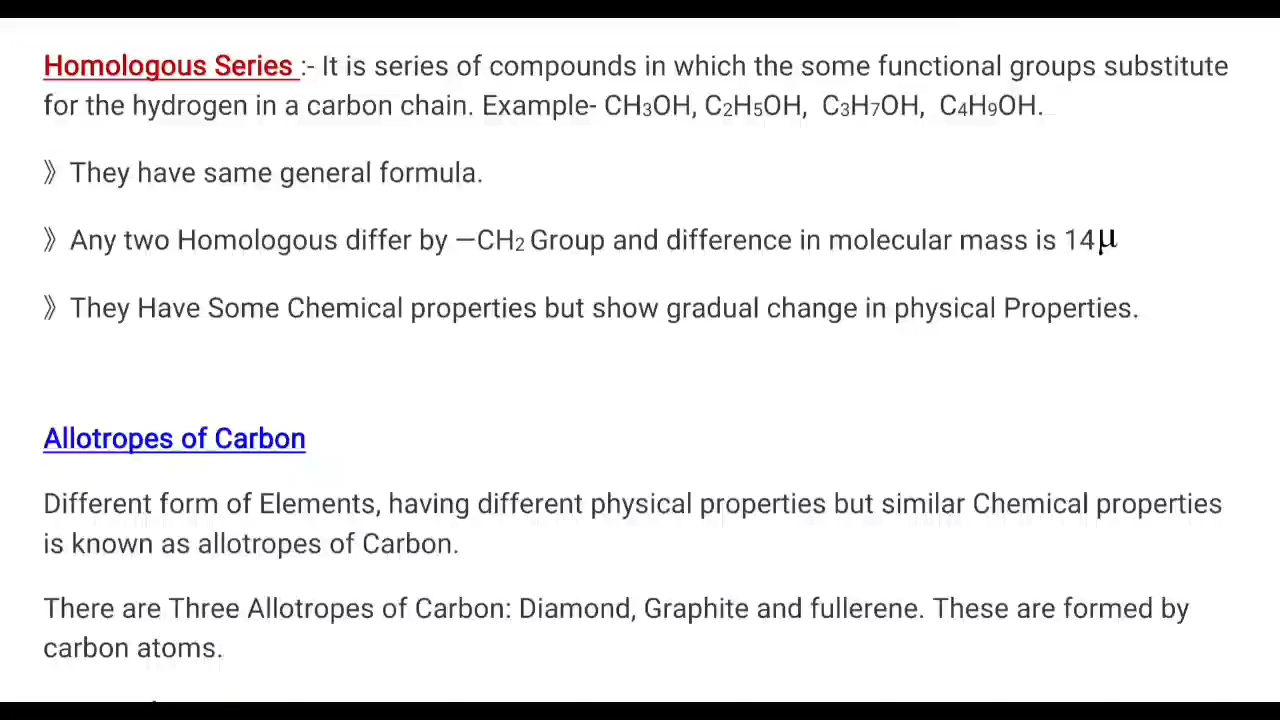 Homologous Series :- It is series of compounds in which the some functional groups substitute
for the hydrogen in a carbon chain. Example- CH₃OH, C₂H₅OH, C₃H₇OH, C₄H₉OH.
》They have same general formula.
》Any two Homologous differ by —CH₂ Group and difference in molecular mass is 14μ
》They Have Some Chemical properties but show gradual change in physical Properties.
Allotropes of Carbon
Different form of Elements, having different physical properties but similar Chemical properties
is known as allotropes of Carbon.
There are Three Allotropes of Carbon: Diamond, Graphite and fullerene. These are formed by
carbon atoms.